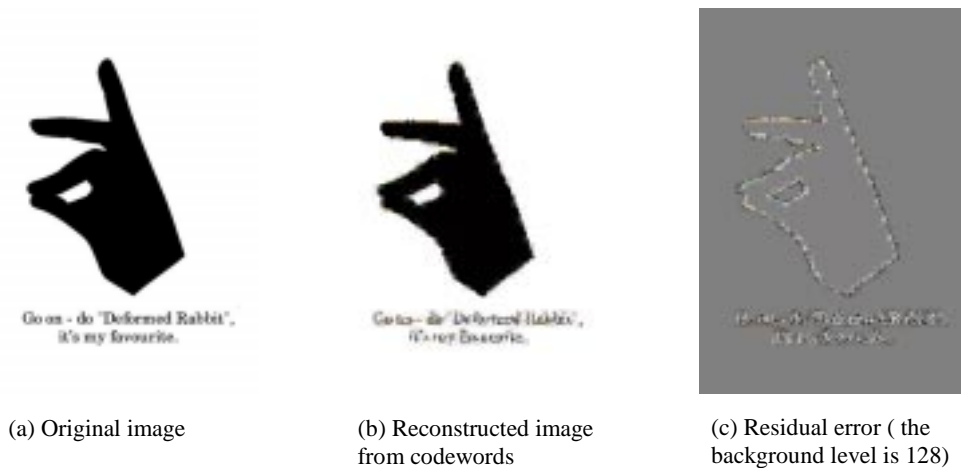 Go on - do "Deformed Rabbit",
it's my favourite.
(a) Original image
(b) Reconstructed image
from codewords
(c) Residual error ( the
background level is 128)